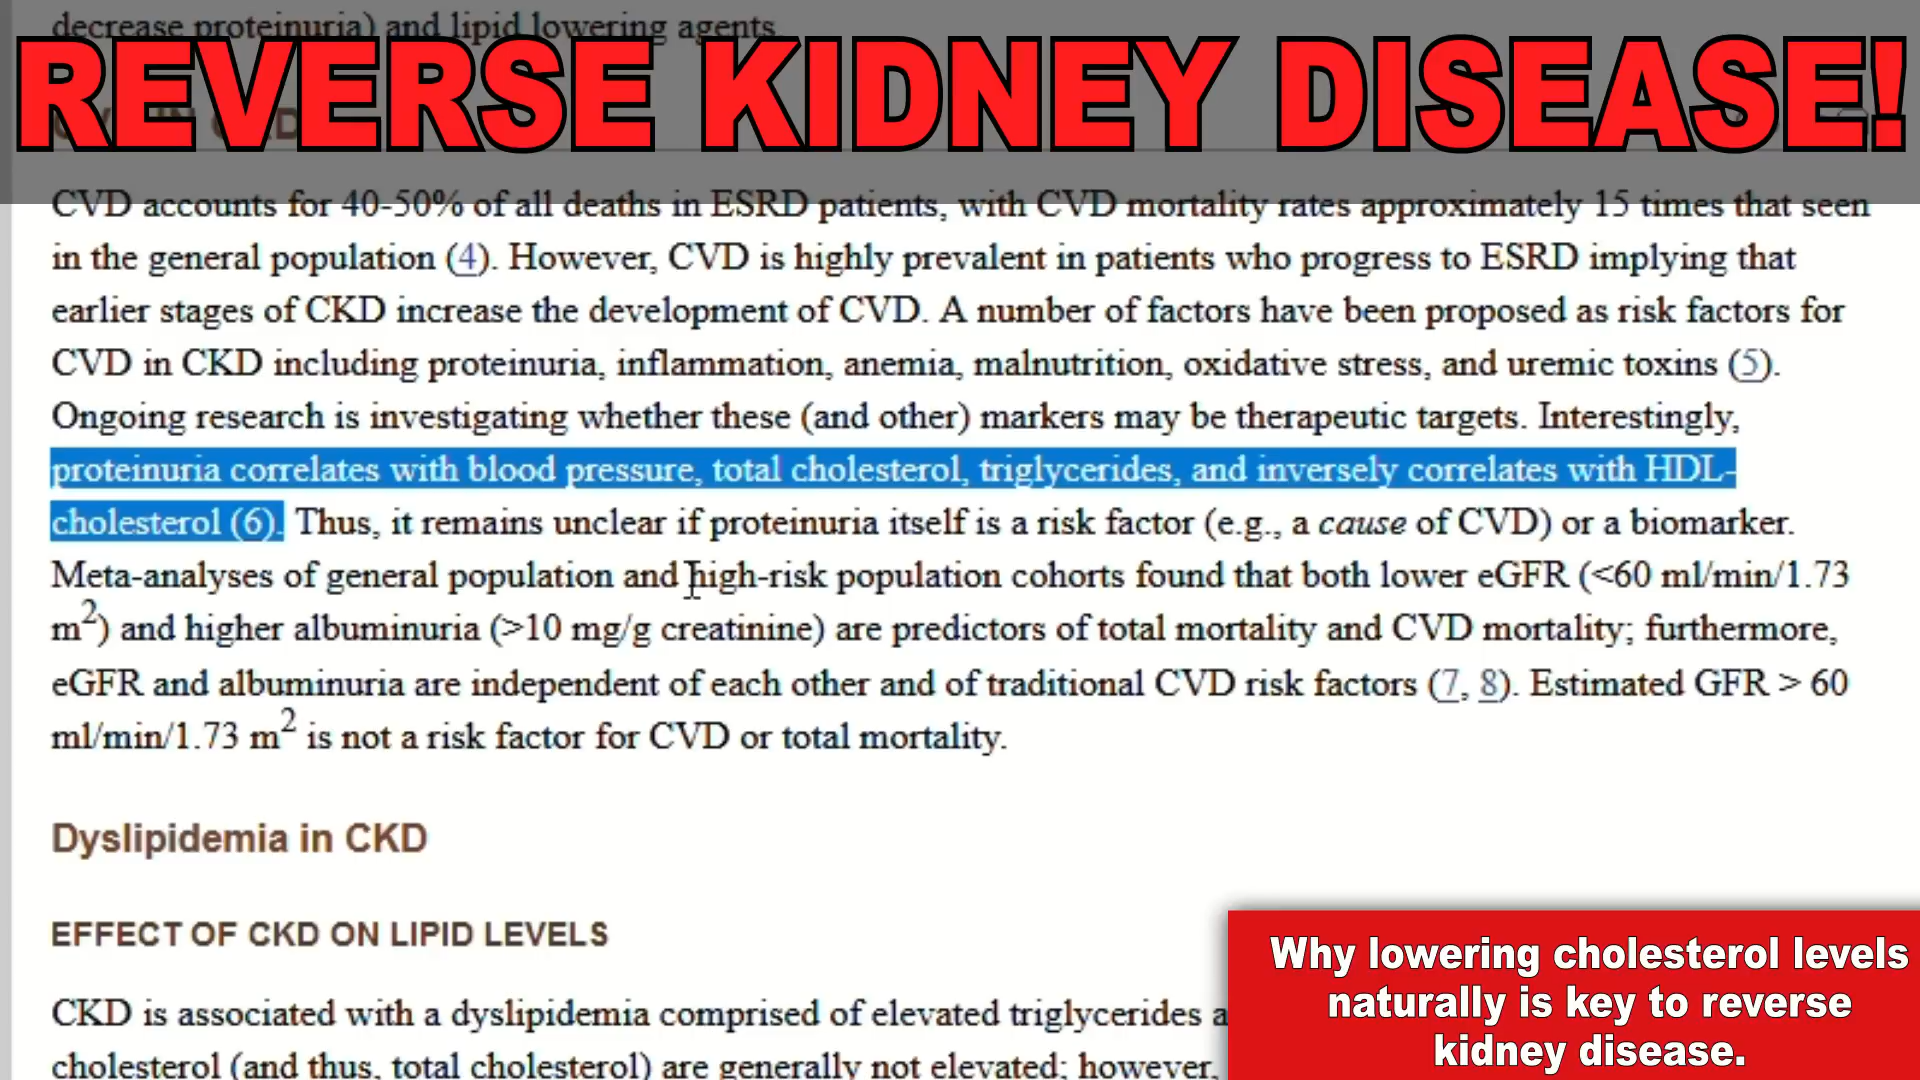 decrease proteinuria) and lipid lowering agents
REVERSE KIDNEY DISEASE!
CVD accounts for 40-50% of all deaths in ESRD patients, with CVD mortality rates approximately 15 times that seen
in the general population (4). However, CVD is highly prevalent in patients who progress to ESRD implying that
earlier stages of CKD increase the development of CVD. A number of factors have been proposed as risk factors for
CVD in CKD including proteinuria, inflammation, anemia, malnutrition, oxidative stress, and uremic toxins (5).
Ongoing research is investigating whether these (and other) markers may be therapeutic targets. Interestingly,
proteinuria correlates with blood pressure, total cholesterol, triglycerides, and inversely correlates with HDL-
cholesterol (6). Thus, it remains unclear if proteinuria itself is a risk factor (e.g., a cause of CVD) or a biomarker.
Meta-analyses of general population and high-risk population cohorts found that both lower eGFR (<60 ml/min/1.73
m2) and higher albuminuria (>10 mg/g creatinine) are predictors of total mortality and CVD mortality; furthermore,
eGFR and albuminuria are independent of each other and of traditional CVD risk factors (7, 8). Estimated GFR > 60
ml/min/1.73 m2 is not a risk factor for CVD or total mortality.
Dyslipidemia in CKD
EFFECT OF CKD ON LIPID LEVELS
CKD is associated with a dyslipidemia comprised of elevated triglycerides
cholesterol (and thus, total cholesterol) are generally not elevated; however,
Why lowering cholesterol levels
naturally is key to reverse
kidney disease.